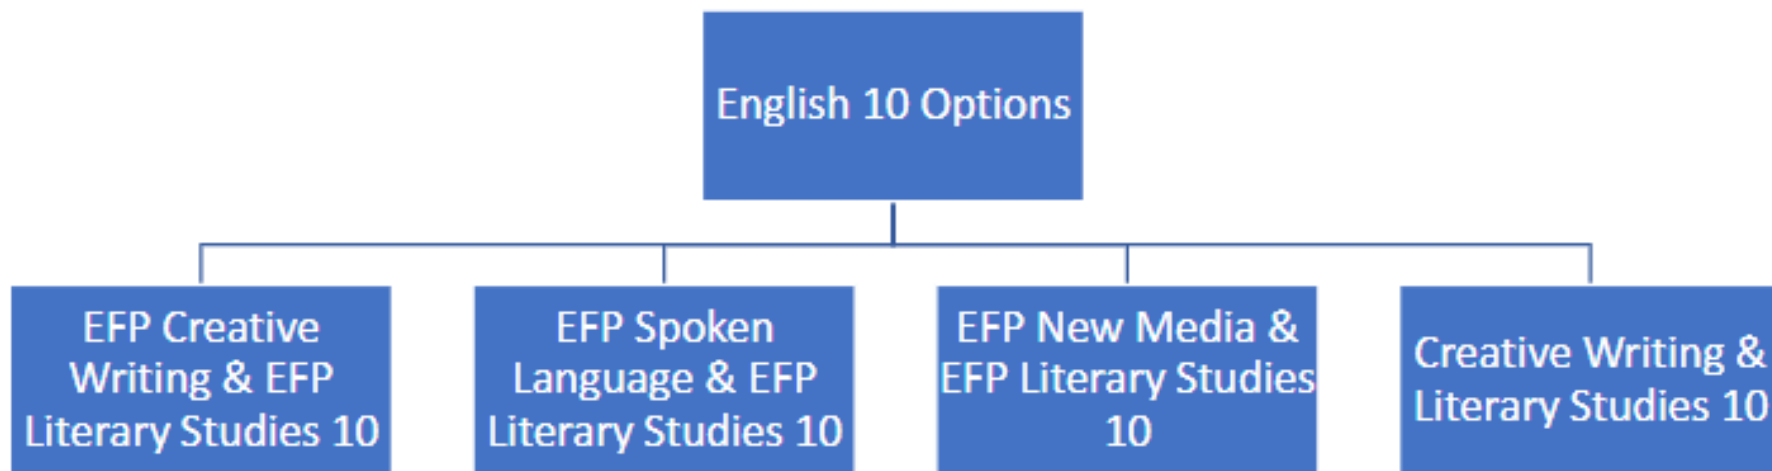 English 10 Options
EFP Creative
Writing & EFP
Literary Studies 10
EFP Spoken
Language & EFP
Literary Studies 10
EFP New Media &
EFP Literary Studies
10
Creative Writing &
Literary Studies 10